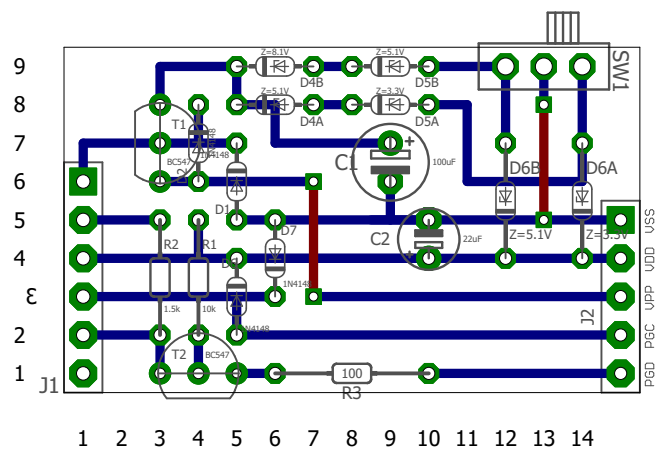 9
Z=8.1V
Z=5.1V
D4B
D5B
SW1
8
Z=5.1V
Z=3.3V
D4A
D5A
T1
1N4148
7
BC547
1N4148
C1
+
100uF
D6B
D6A
6
D1
5
R2
R1
D7
C2
22uF
Z=5.1V
Z=3.3V
VSS
4
+
VDD
3
1N4148
VPP
1.5k
10k
J2
2
T2
BC547
1N4148
PGC
1
J1
100
R3
PGD
1 2 3 4 5 6 7 8 9 10 11 12 13 14